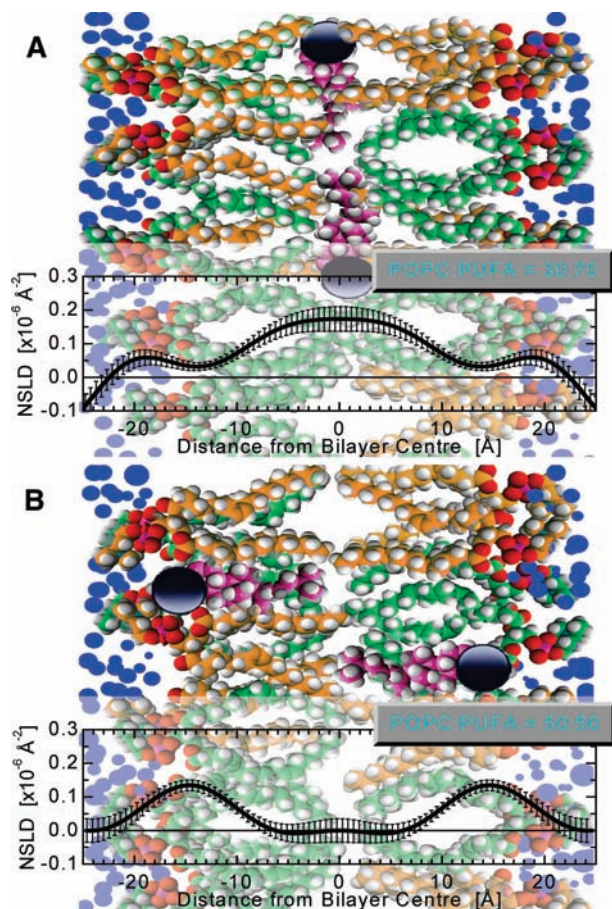 A
POPC:PUFA =
0.3
0.2
0.1
0.0
-0.1
NSLD [x10⁻⁶ Å⁻²]
-20 -10 0 10 20
Distance from Bilayer Centre [Å]
B
POPC:PUFA = 50:50
0.3
0.2
0.1
0.0
-0.1
NSLD [x10⁻⁶ Å⁻²]
-20 -10 0 10 20
Distance from Bilayer Centre [Å]